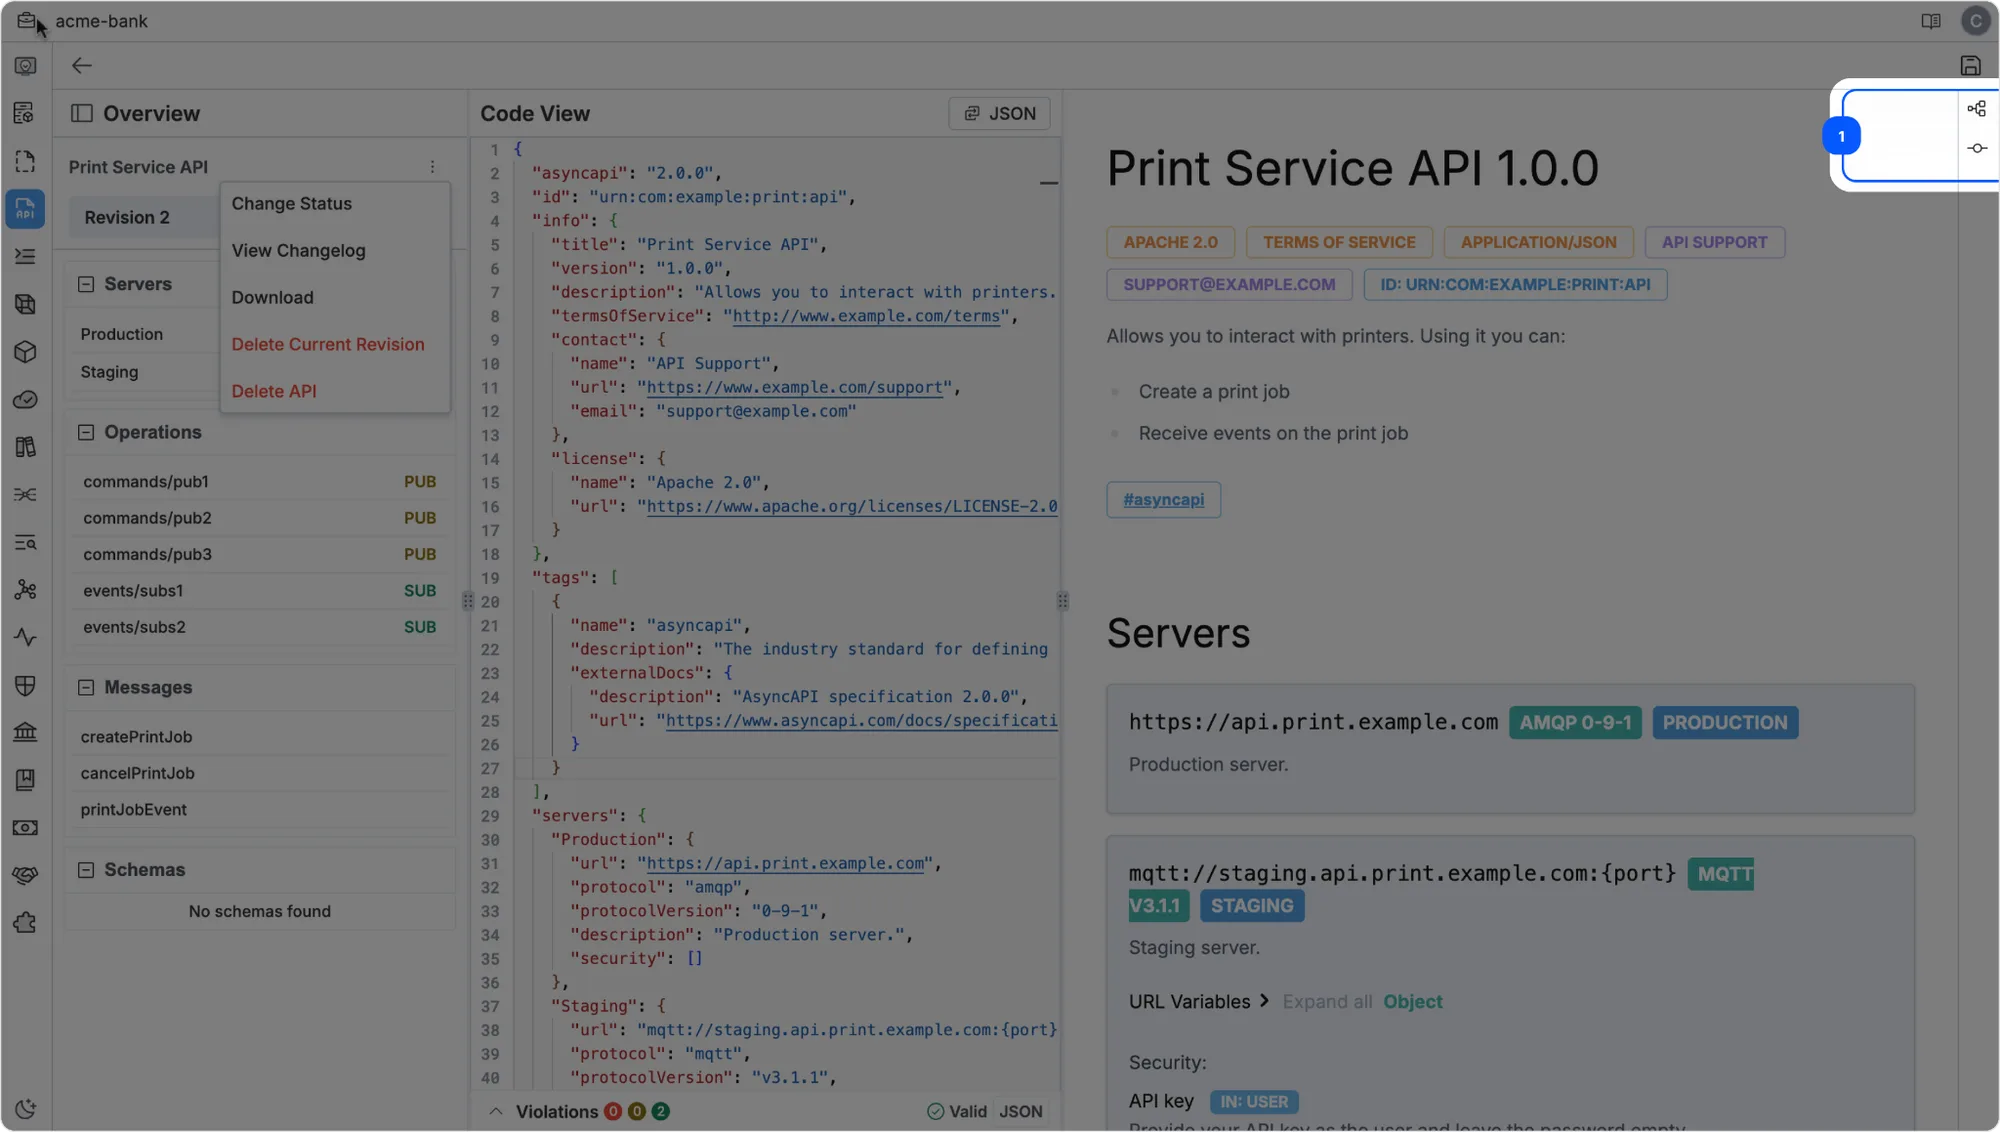 acme-bank
C
Overview
Print Service API
Revision 2
Change Status
View Changelog
Download
Delete Current Revision
Delete API
Servers
Production
Staging
Operations
commands/pub1 PUB
commands/pub2 PUB
commands/pub3 PUB
events/subs1 SUB
events/subs2 SUB
Messages
createPrintJob
cancelPrintJob
printJobEvent
Schemas
No schemas found
API
Code View
JSON
1 {
2 "asyncapi": "2.0.0",
3 "id": "urn:com:example:print:api",
4 "info": {
5 "title": "Print Service API",
6 "version": "1.0.0",
7 "description": "Allows you to interact with printers.
8 "termsOfService": "http://www.example.com/terms",
9 "contact": {
10 "name": "API Support",
11 "url": "https://www.example.com/support",
12 "email": "support@example.com"
13 },
14 "license": {
15 "name": "Apache 2.0",
16 "url": "https://www.apache.org/licenses/LICENSE-2.0
17 }
18 },
19 "tags": [
20 {
21 "name": "asyncapi",
22 "description": "The industry standard for defining
23 "externalDocs": {
24 "description": "AsyncAPI specification 2.0.0",
25 "url": "https://www.asyncapi.com/docs/specificati
26 }
27 }
28 ],
29 "servers": {
30 "Production": {
31 "url": "https://api.print.example.com",
32 "protocol": "amqp",
33 "protocolVersion": "0-9-1",
34 "description": "Production server.",
35 "security": []
36 },
37 "Staging": {
38 "url": "mqtt://staging.api.print.example.com:{port}
39 "protocol": "mqtt",
40 "protocolVersion": "v3.1.1",
Violations 0 0 2 Valid JSON
1
Print Service API 1.0.0
APACHE 2.0 TERMS OF SERVICE APPLICATION/JSON API SUPPORT
SUPPORT@EXAMPLE.COM ID: URN:COM:EXAMPLE:PRINT:API
Allows you to interact with printers. Using it you can:
Create a print job
Receive events on the print job
#asyncapi
Servers
https://api.print.example.com AMQP 0-9-1 PRODUCTION
Production server.
mqtt://staging.api.print.example.com:{port} MQTT
V3.1.1 STAGING
Staging server.
URL Variables Expand all Object
Security:
API key IN: USER
Provide your API key as the user and leave the password empty